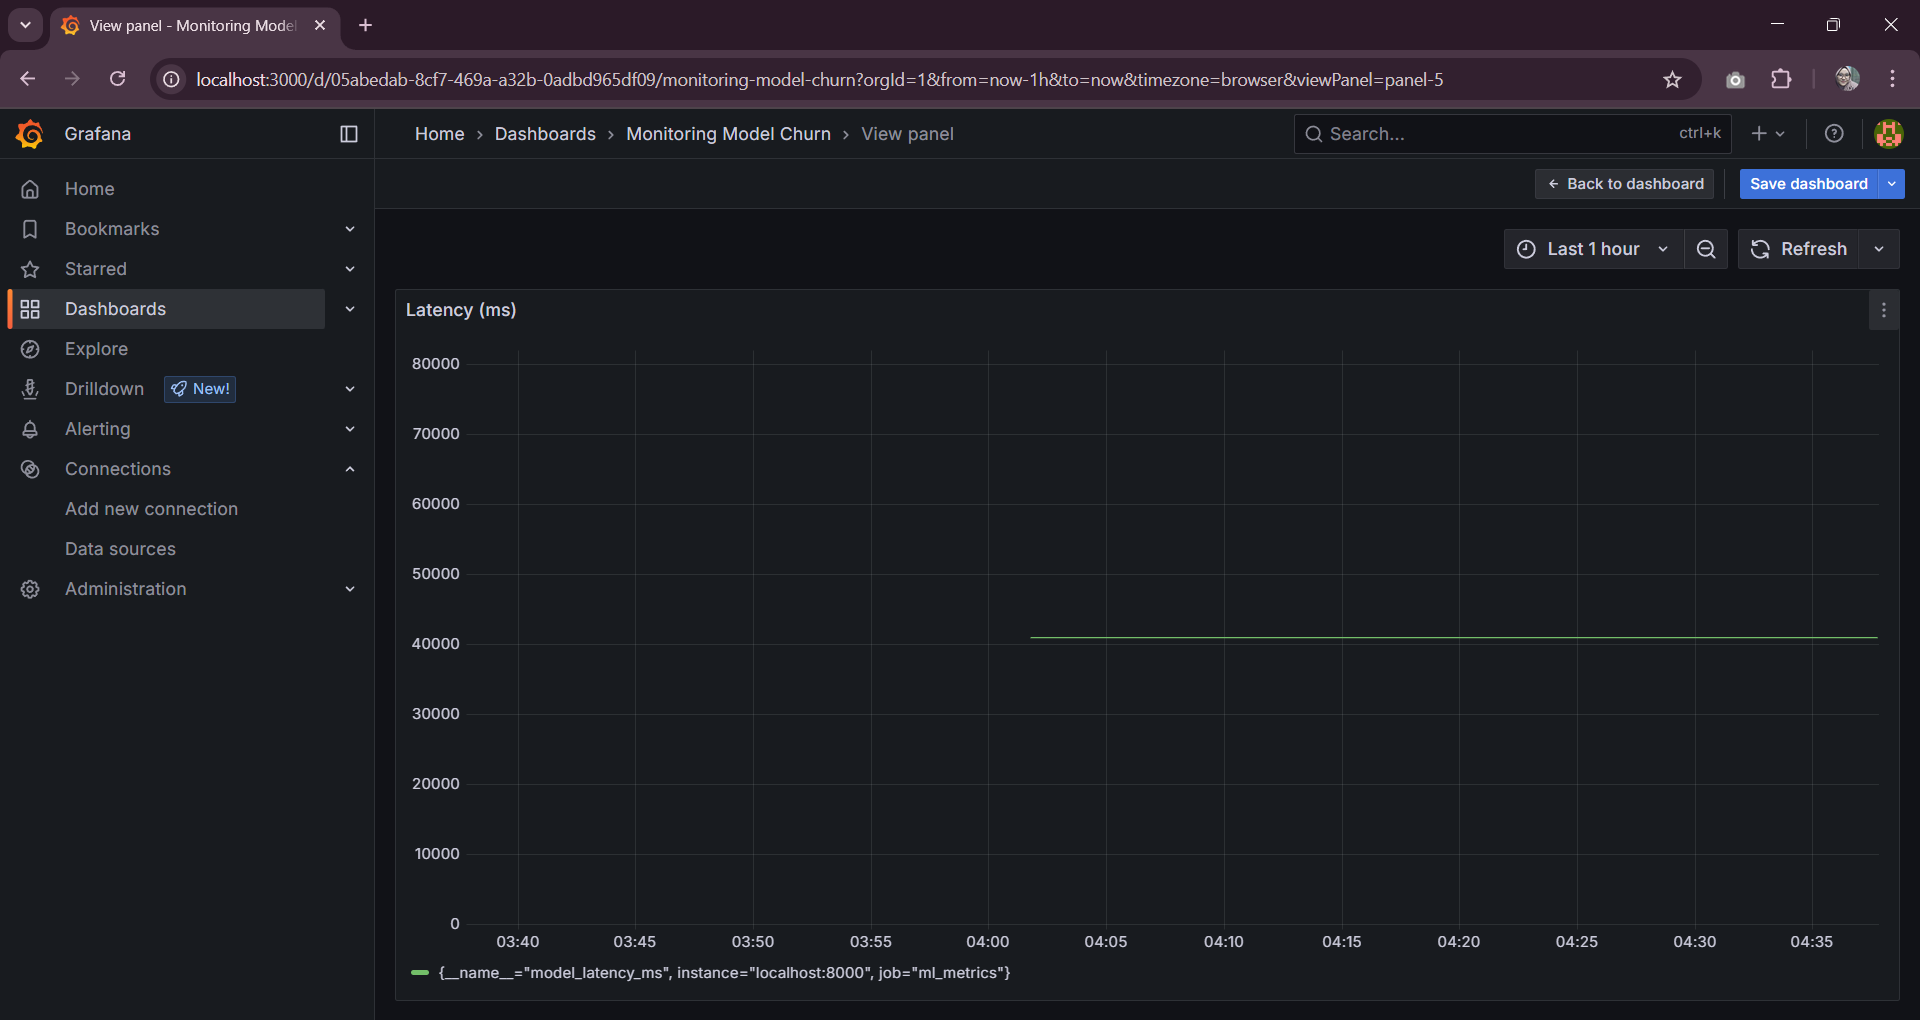 View panel - Monitoring Model
localhost:3000/d/05abedab-8cf7-469a-a32b-0adbd965df09/monitoring-model-churn?orgId=1&from=now-1h&to=now&timezone=browser&viewPanel=panel-5
Grafana
Home › Dashboards › Monitoring Model Churn › View panel
Search... ctrl+k
Back to dashboard
Save dashboard
Home
Bookmarks
Starred
Dashboards
Explore
Drilldown New!
Alerting
Connections
Add new connection
Data sources
Administration
Last 1 hour
Refresh
Latency (ms)
80000
70000
60000
50000
40000
30000
20000
10000
0
03:40 03:45 03:50 03:55 04:00 04:05 04:10 04:15 04:20 04:25 04:30 04:35
{__name__="model_latency_ms", instance="localhost:8000", job="ml_metrics"}